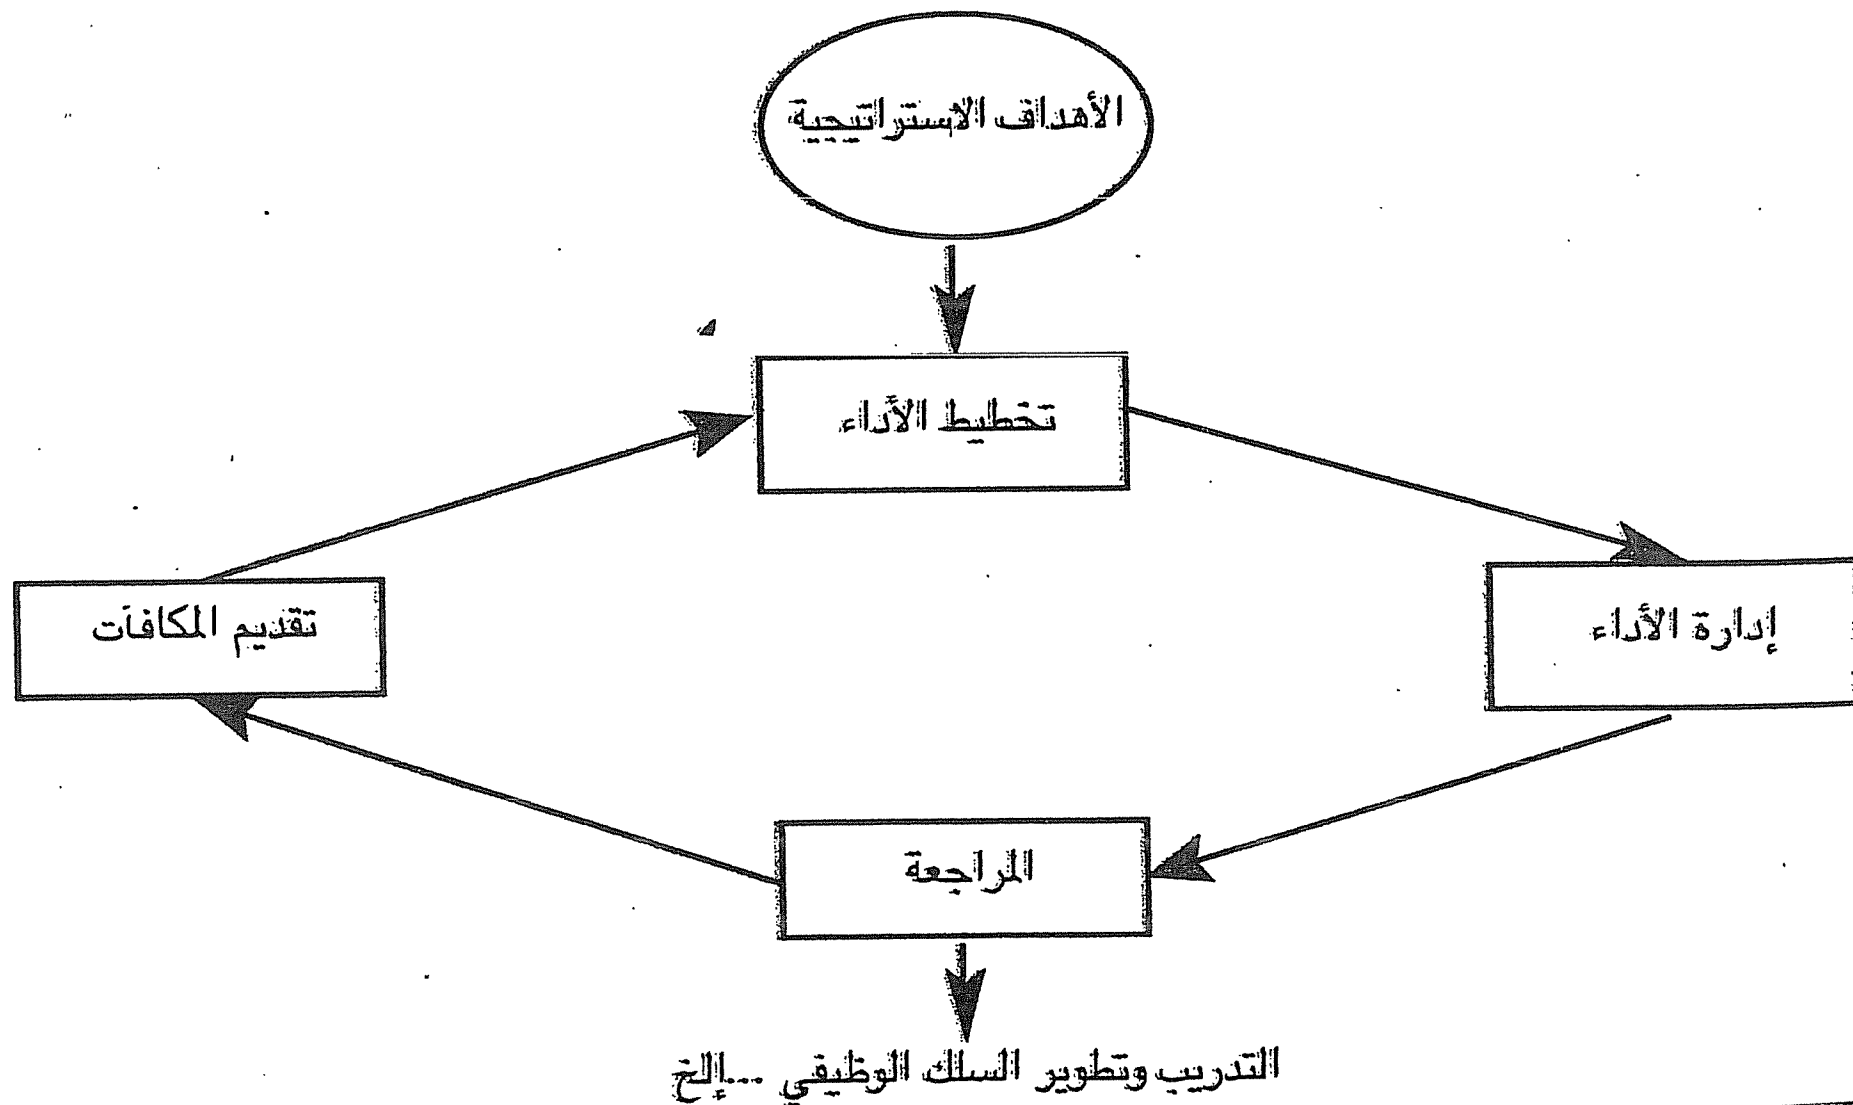 الأهداف الاستراتيجية
تخطيط الأداء
إدارة الأداء
تقديم المكافآت
المراجعة
التدريب وتطوير السلك الوظيفي ...إلخ